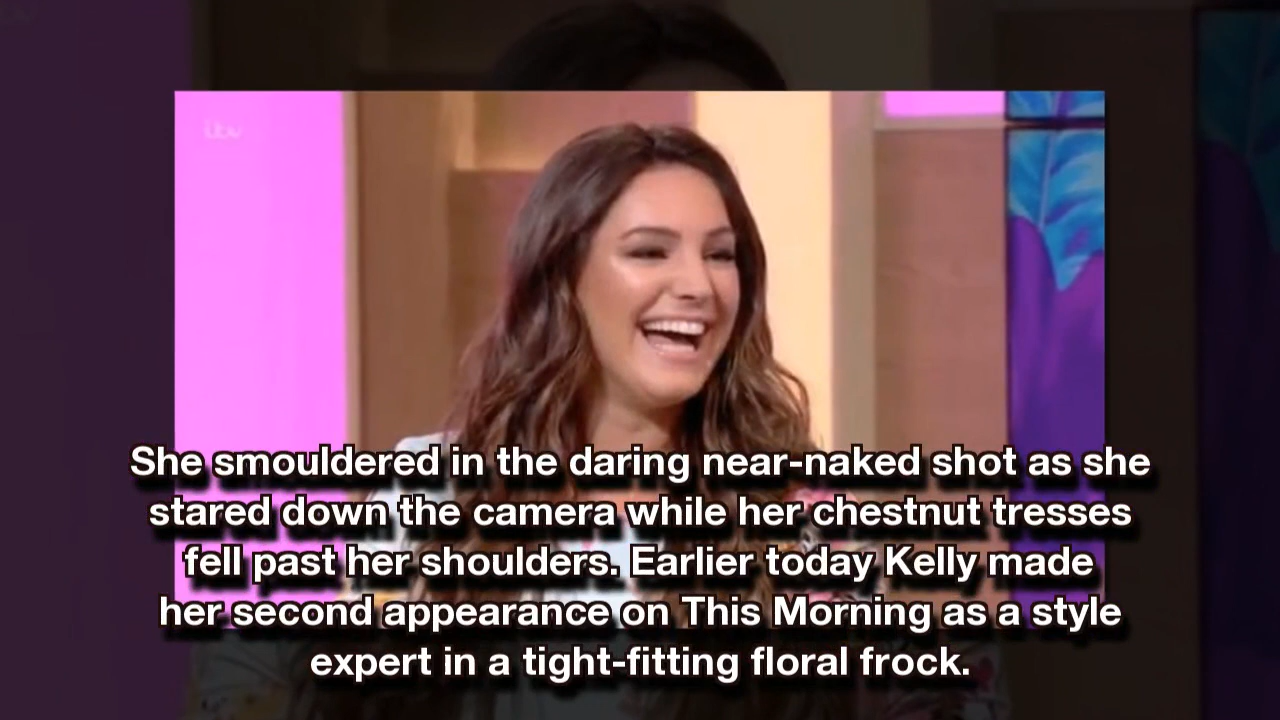 itv
She smouldered in the daring near-naked shot as she
stared down the camera while her chestnut tresses
fell past her shoulders. Earlier today Kelly made
her second appearance on This Morning as a style
expert in a tight-fitting floral frock.